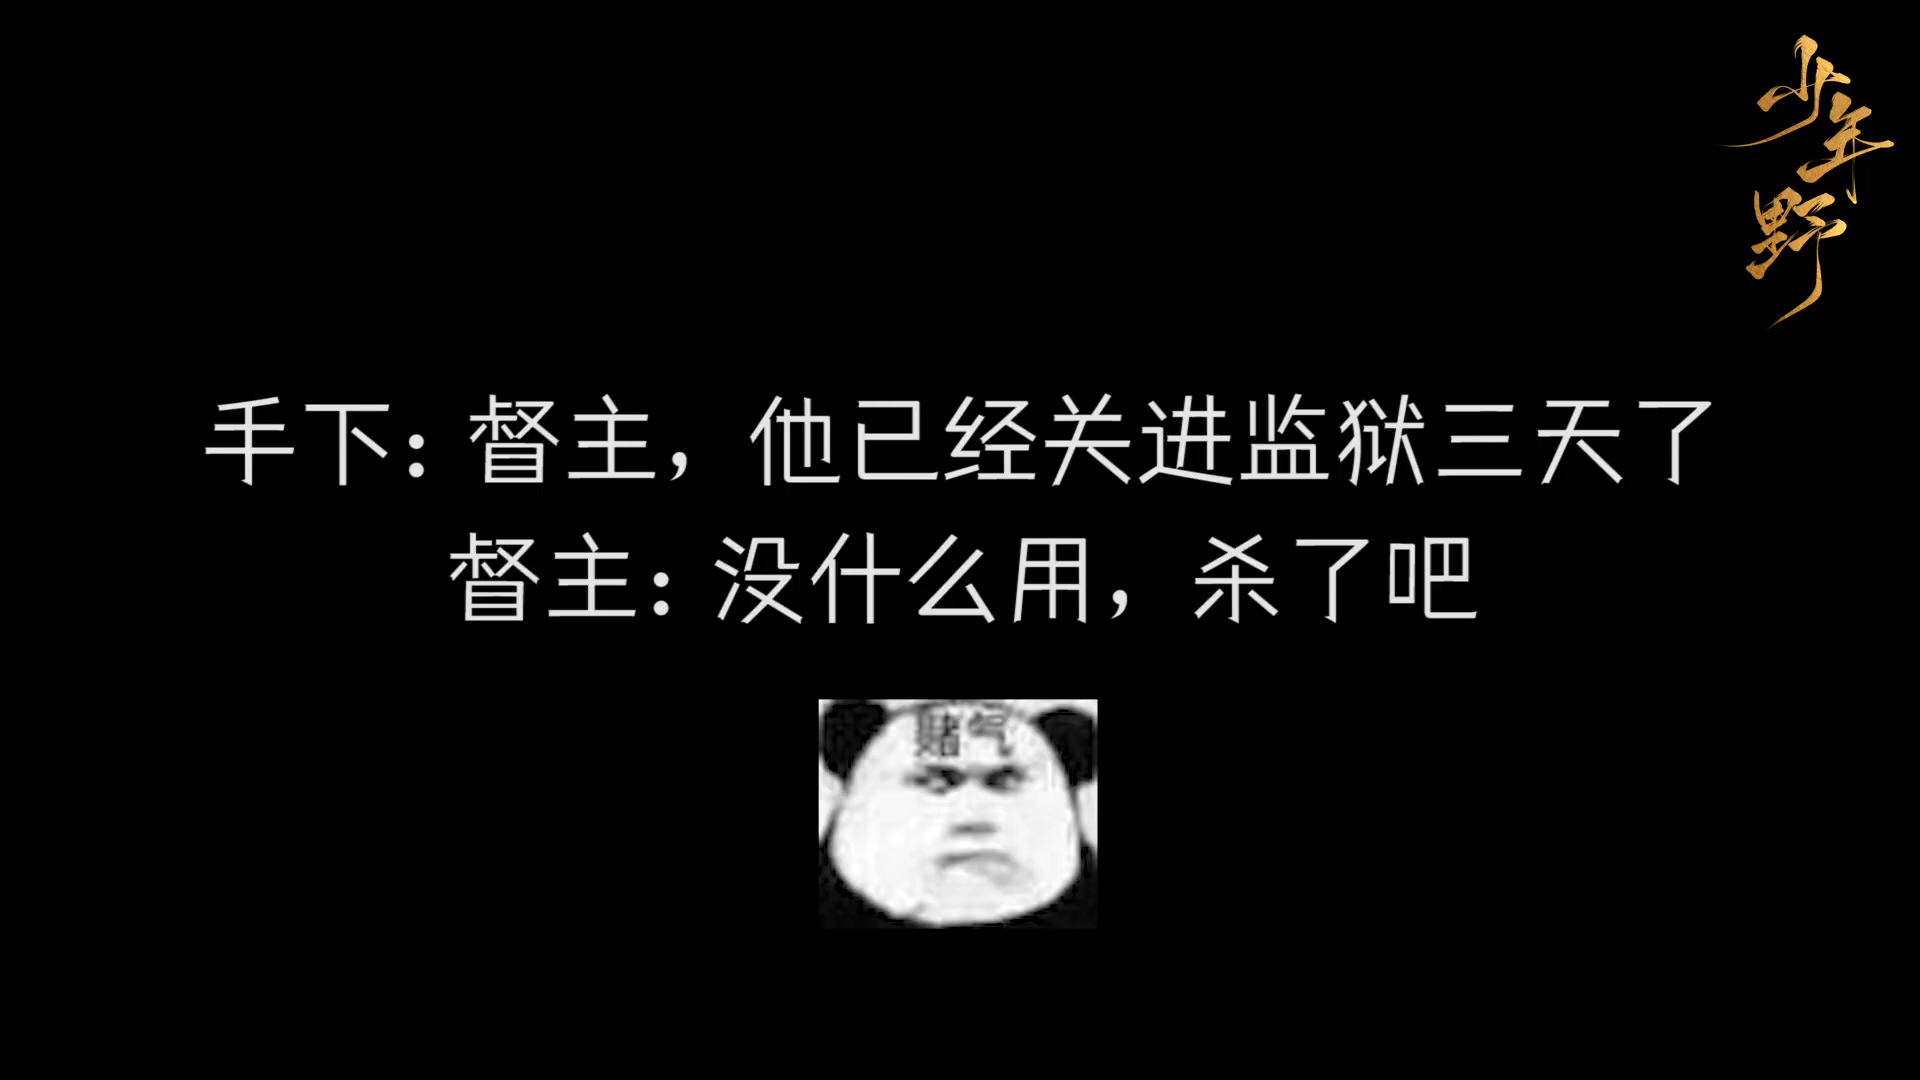 少年野
手下：督主，他已经关进监狱三天了
督主：没什么用，杀了吧
赌气